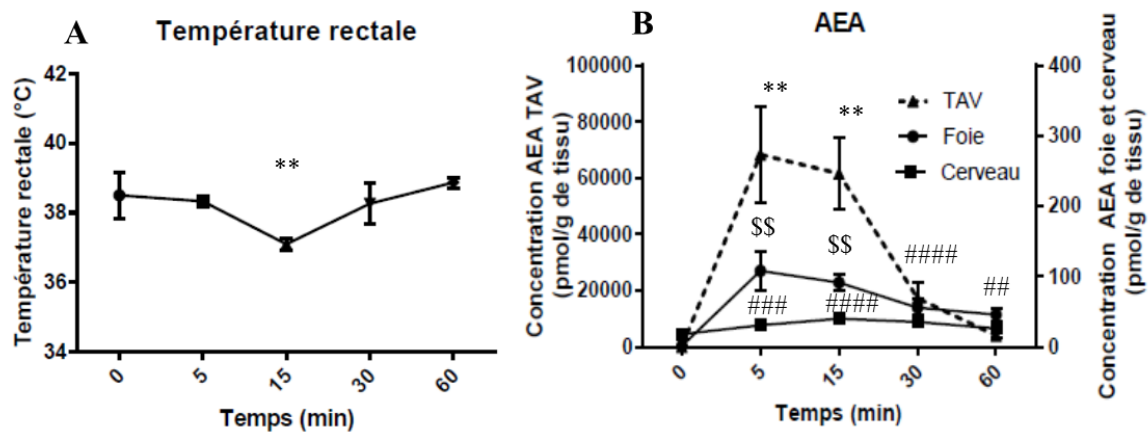 A
Température rectale
Température rectale (°C)
42
40
38
36
34
**
0
5
15
30
60
Temps (min)
B
AEA
Concentration AEA TAV
(pmol/g de tissu)
100000
80000
60000
40000
20000
0
**
**
$$
$$
###
####
####
##
TAV
Foie
Cerveau
400
300
200
100
0
Concentration AEA foie et cerveau
(pmol/g de tissu)
0
5
15
30
60
Temps (min)